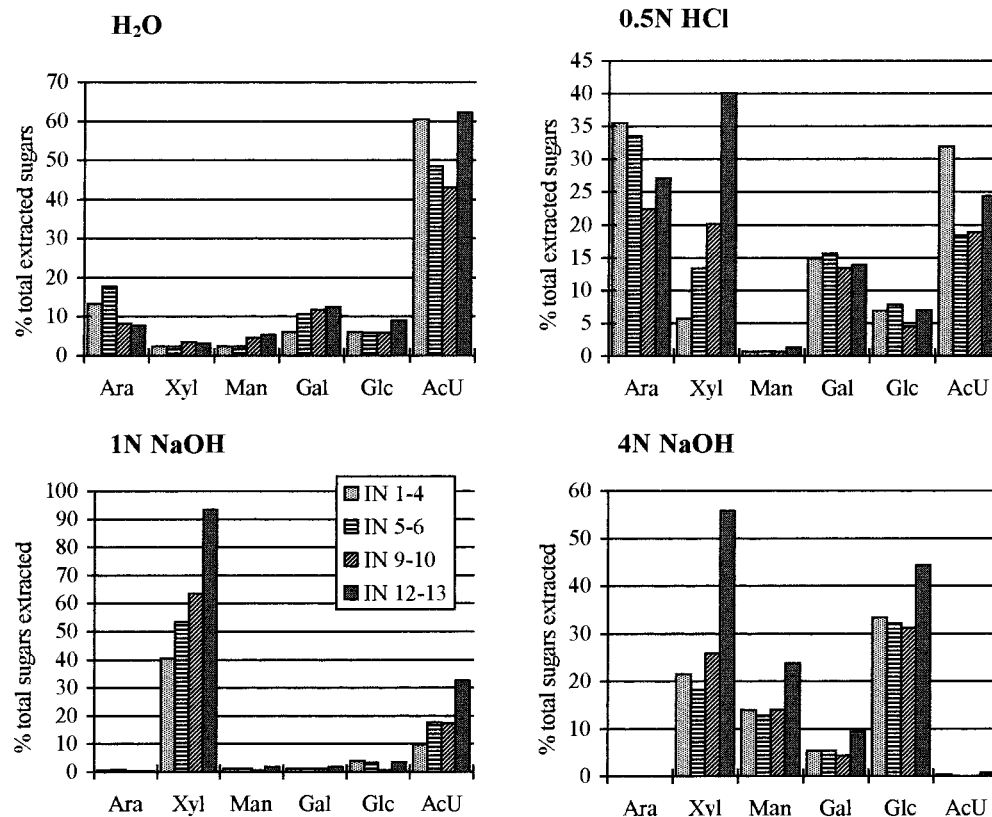 H₂O
% total extracted sugars
70
60
50
40
30
20
10
0
Ara Xyl Man Gal Glc AcU
0.5N HCl
% total extracted sugars
45
40
35
30
25
20
15
10
5
0
Ara Xyl Man Gal Glc AcU
1N NaOH
% total sugars extracted
100
90
80
70
60
50
40
30
20
10
0
IN 1-4
IN 5-6
IN 9-10
IN 12-13
Ara Xyl Man Gal Glc AcU
4N NaOH
% total sugars extracted
60
50
40
30
20
10
0
Ara Xyl Man Gal Glc AcU